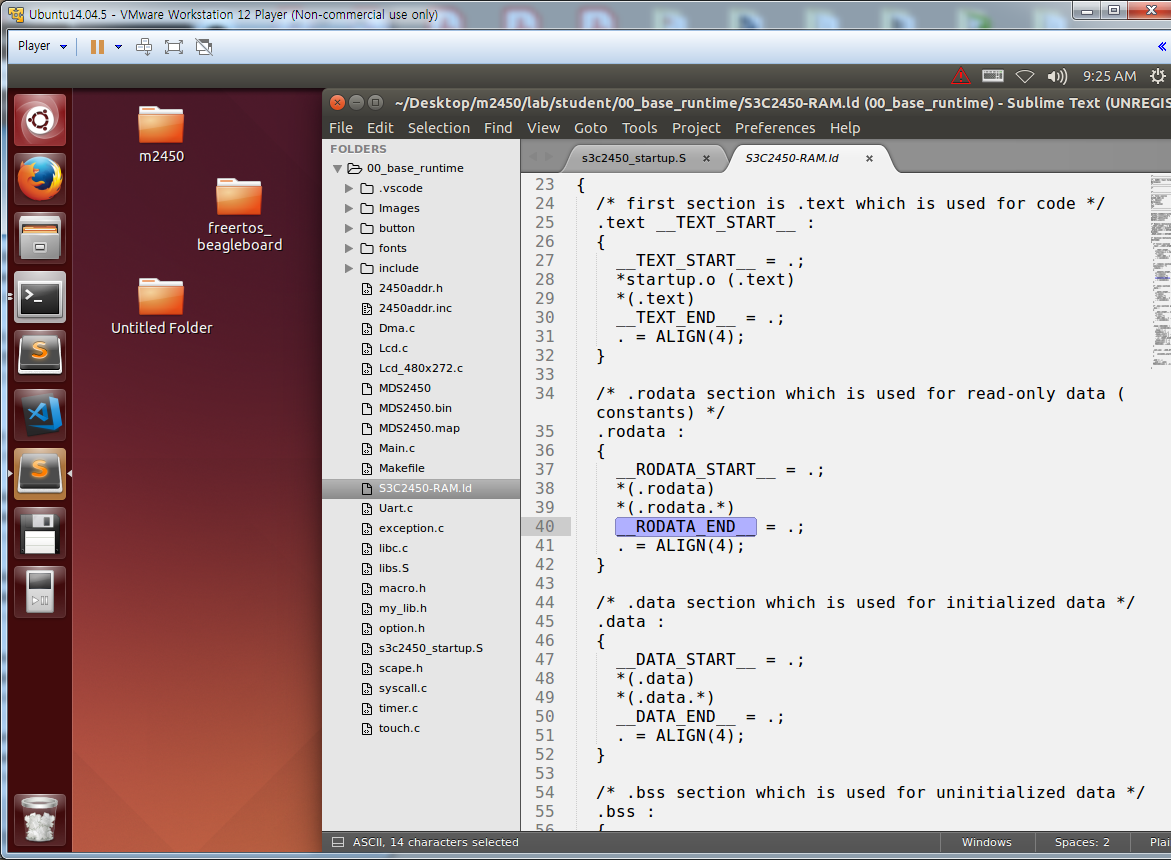 Ubuntu14.04.5 - VMware Workstation 12 Player (Non-commercial use only)
Player
9:25 AM
m2450
freertos_
beagleboard
Untitled Folder
~/Desktop/m2450/lab/student/00_base_runtime/S3C2450-RAM.ld (00_base_runtime) - Sublime Text (UNREGIS
File Edit Selection Find View Goto Tools Project Preferences Help
FOLDERS
00_base_runtime
.vscode
Images
button
fonts
include
2450addr.h
2450addr.inc
Dma.c
Lcd.c
Lcd_480x272.c
MDS2450
MDS2450.bin
MDS2450.map
Main.c
Makefile
S3C2450-RAM.ld
Uart.c
exception.c
libc.c
libs.S
macro.h
my_lib.h
option.h
s3c2450_startup.S
scape.h
syscall.c
timer.c
touch.c
s3c2450_startup.S × S3C2450-RAM.ld ×
23 {
24 /* first section is .text which is used for code */
25 .text __TEXT_START__ :
26 {
27 __TEXT_START__ = .;
28 *startup.o (.text)
29 *(.text)
30 __TEXT_END__ = .;
31 . = ALIGN(4);
32 }
33
34 /* .rodata section which is used for read-only data (
constants) */
35 .rodata :
36 {
37 __RODATA_START__ = .;
38 *(.rodata)
39 *(.rodata.*)
40 __RODATA_END__ = .;
41 . = ALIGN(4);
42 }
43
44 /* .data section which is used for initialized data */
45 .data :
46 {
47 __DATA_START__ = .;
48 *(.data)
49 *(.data.*)
50 __DATA_END__ = .;
51 . = ALIGN(4);
52 }
53
54 /* .bss section which is used for uninitialized data */
55 .bss :
56 {
ASCII, 14 characters selected
Windows Spaces: 2 Plai